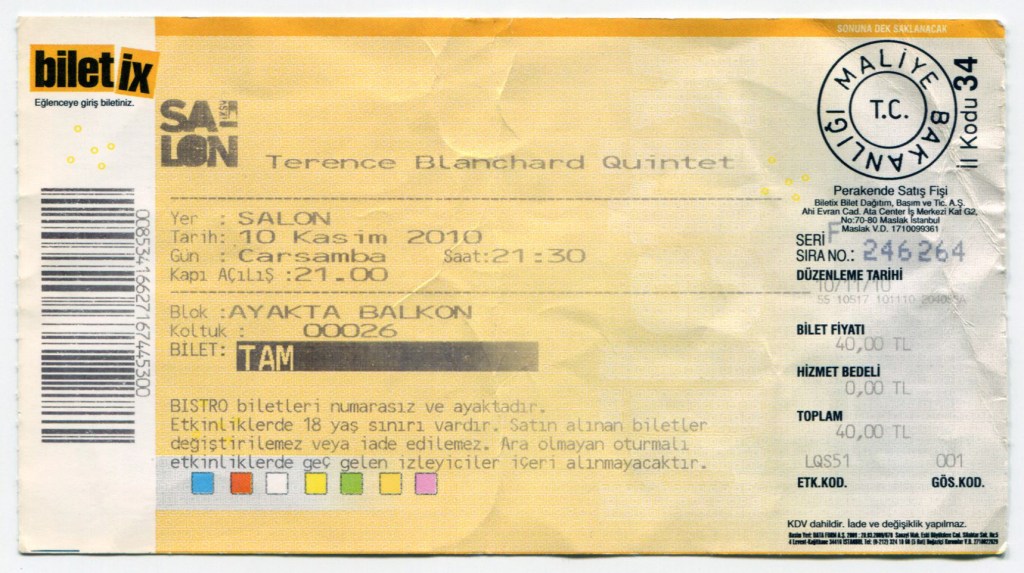 SONUNA DEK SAKLANACAK
biletix
Eğlenceye giriş biletiniz.
SALON
İKSV
Terence Blanchard Quintet
Yer : SALON
Tarih: 10 Kasim 2010
Gün : Carsamba Saat:21:30
Kapı AÇILIŞ :21.00
Blok :AYAKTA BALKON
Koltuk : 00026
BİLET: TAM
BISTRO biletleri numarasız ve ayaktadır.
Etkinliklerde 18 yaş sınırı vardır. Satın alınan biletler
değiştirilemez veya iade edilemez. Ara olmayan oturmalı
etkinliklerde geç gelen izleyiciler içeri alınmayacaktır.
00853416627167445300
T.C. MALİYE BAKANLIĞI
İl Kodu 34
Perakende Satış Fişi
Biletix Bilet Dağıtım, Basım ve Tic. A.Ş.
Ahi Evran Cad. Ata Center İş Merkezi Kat G2,
No:70-80 Maslak İstanbul
Maslak V.D. 1710099361
SERİ F
SIRA NO.: 246264
DÜZENLEME TARİHİ
10/11/10
BİLET FİYATI
40,00 TL
HİZMET BEDELİ
0,00 TL
TOPLAM
40,00 TL
LQS51 001
ETK.KOD. GÖS.KOD.
KDV dahildir. İade ve değişiklik yapılmaz.